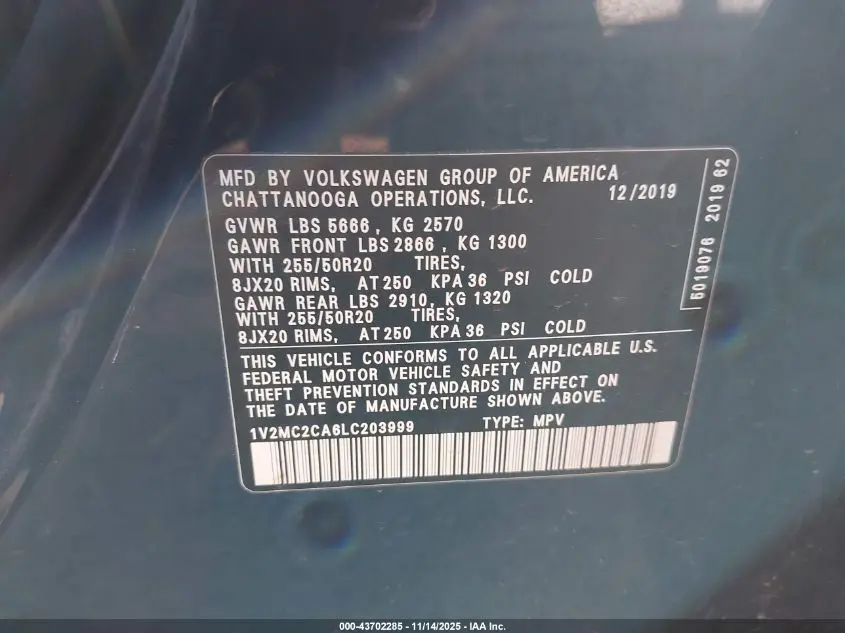 MFD BY VOLKSWAGEN GROUP OF AMERICA
CHATTANOOGA OPERATIONS, LLC. 12/2019
GVWR LBS 5666, KG 2570
GAWR FRONT LBS 2866, KG 1300
WITH 255/50R20 TIRES,
8JX20 RIMS, AT 250 KPA 36 PSI COLD
GAWR REAR LBS 2910, KG 1320
WITH 255/50R20 TIRES,
8JX20 RIMS, AT 250 KPA 36 PSI COLD
THIS VEHICLE CONFORMS TO ALL APPLICABLE U.S.
FEDERAL MOTOR VEHICLE SAFETY AND
THEFT PREVENTION STANDARDS IN EFFECT ON
THE DATE OF MANUFACTURE SHOWN ABOVE.
1V2MC2CA6LC203999 TYPE: MPV
5019076 2019 62
000-43702285 - 11/14/2025 - IAA Inc.